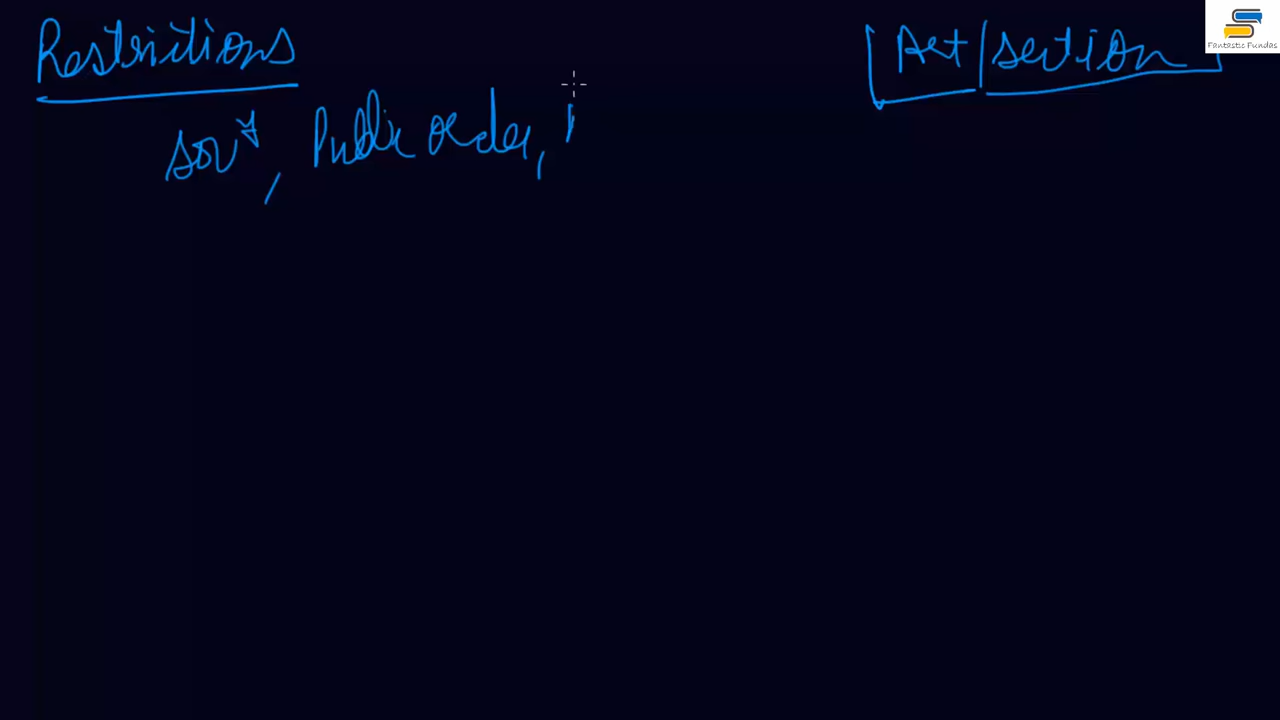 Restrictions
Act / section
Fantastic Fundas
sov y, Public order,